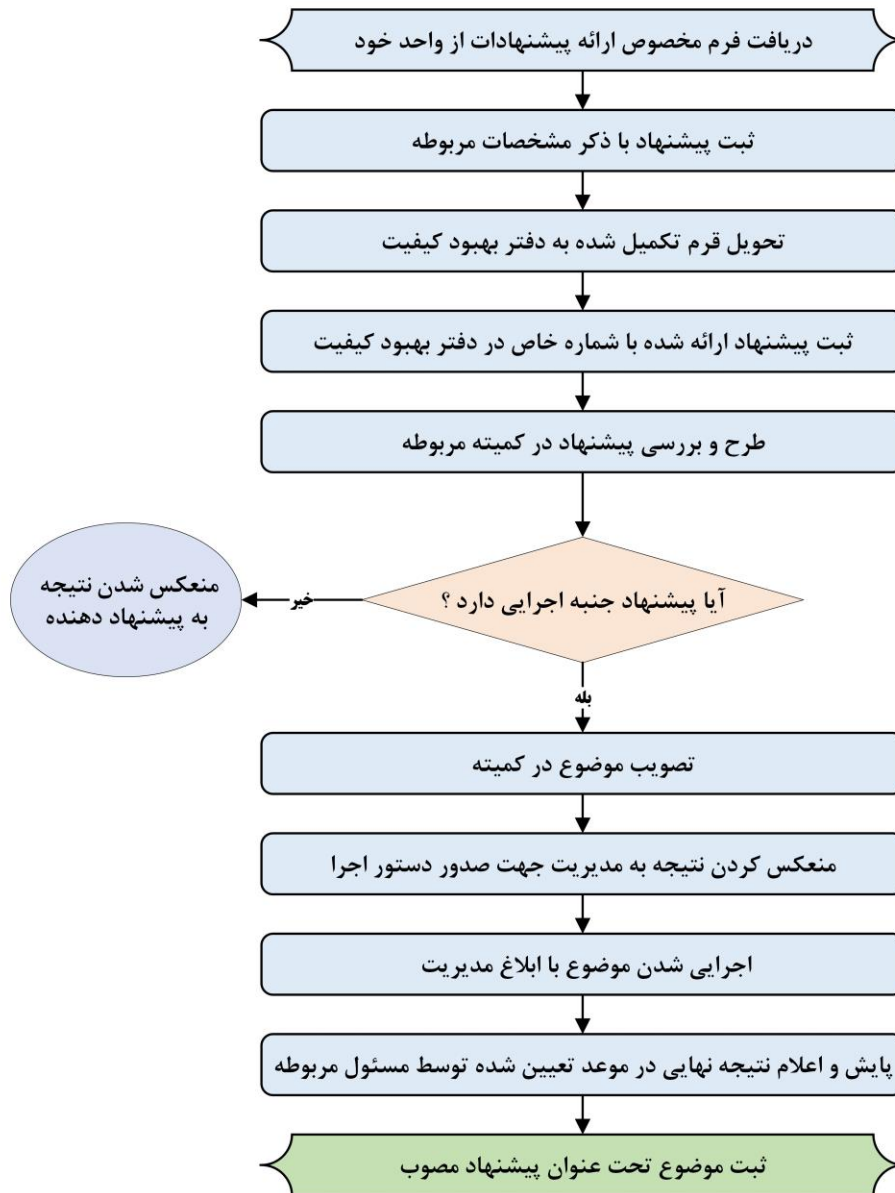 دریافت فرم مخصوص ارائه پیشنهادات از واحد خود
ثبت پیشنهاد با ذکر مشخصات مربوطه
تحویل قرم تکمیل شده به دفتر بهبود کیفیت
ثبت پیشنهاد ارائه شده با شماره خاص در دفتر بهبود کیفیت
طرح و بررسی پیشنهاد در کمیته مربوطه
آیا پیشنهاد جنبه اجرایی دارد ؟
خیر
منعکس شدن نتیجه
به پیشنهاد دهنده
بله
تصویب موضوع در کمیته
منعکس کردن نتیجه به مدیریت جهت صدور دستور اجرا
اجرایی شدن موضوع با ابلاغ مدیریت
پایش و اعلام نتیجه نهایی در موعد تعیین شده توسط مسئول مربوطه
ثبت موضوع تحت عنوان پیشنهاد مصوب